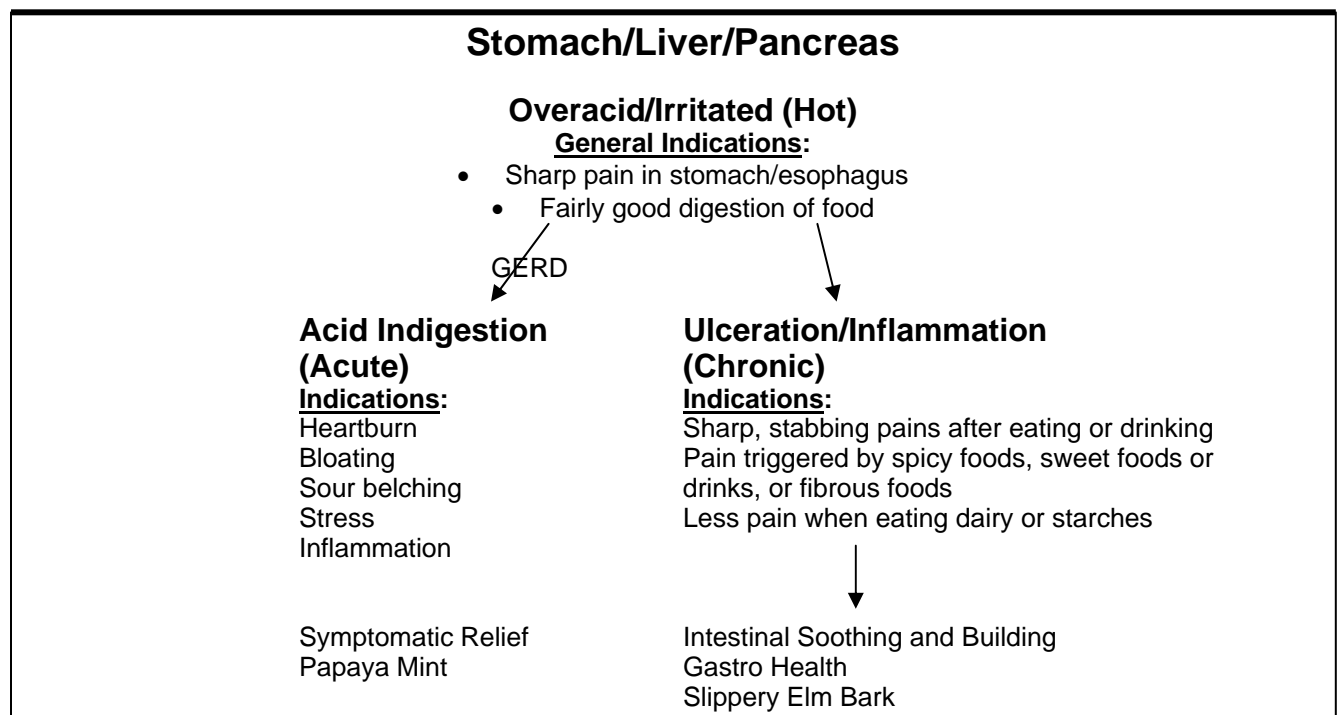 Stomach/Liver/Pancreas
Overacid/Irritated (Hot)
General Indications:
• Sharp pain in stomach/esophagus
• Fairly good digestion of food
GERD
Acid Indigestion
(Acute)
Indications:
Heartburn
Bloating
Sour belching
Stress
Inflammation
Symptomatic Relief
Papaya Mint
Ulceration/Inflammation
(Chronic)
Indications:
Sharp, stabbing pains after eating or drinking
Pain triggered by spicy foods, sweet foods or
drinks, or fibrous foods
Less pain when eating dairy or starches
Intestinal Soothing and Building
Gastro Health
Slippery Elm Bark